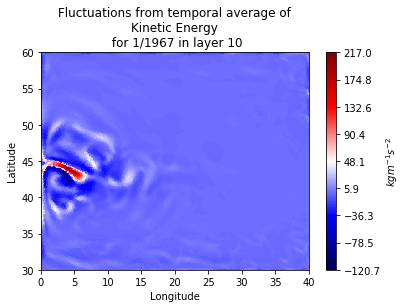 Fluctuations from temporal average of
Kinetic Energy
for 1/1967 in layer 10
60
55
50
45
40
35
30
Latitude
0 5 10 15 20 25 30 35 40
Longitude
217.0
174.8
132.6
90.4
48.1
5.9
−36.3
−78.5
−120.7
kgm⁻¹s⁻²